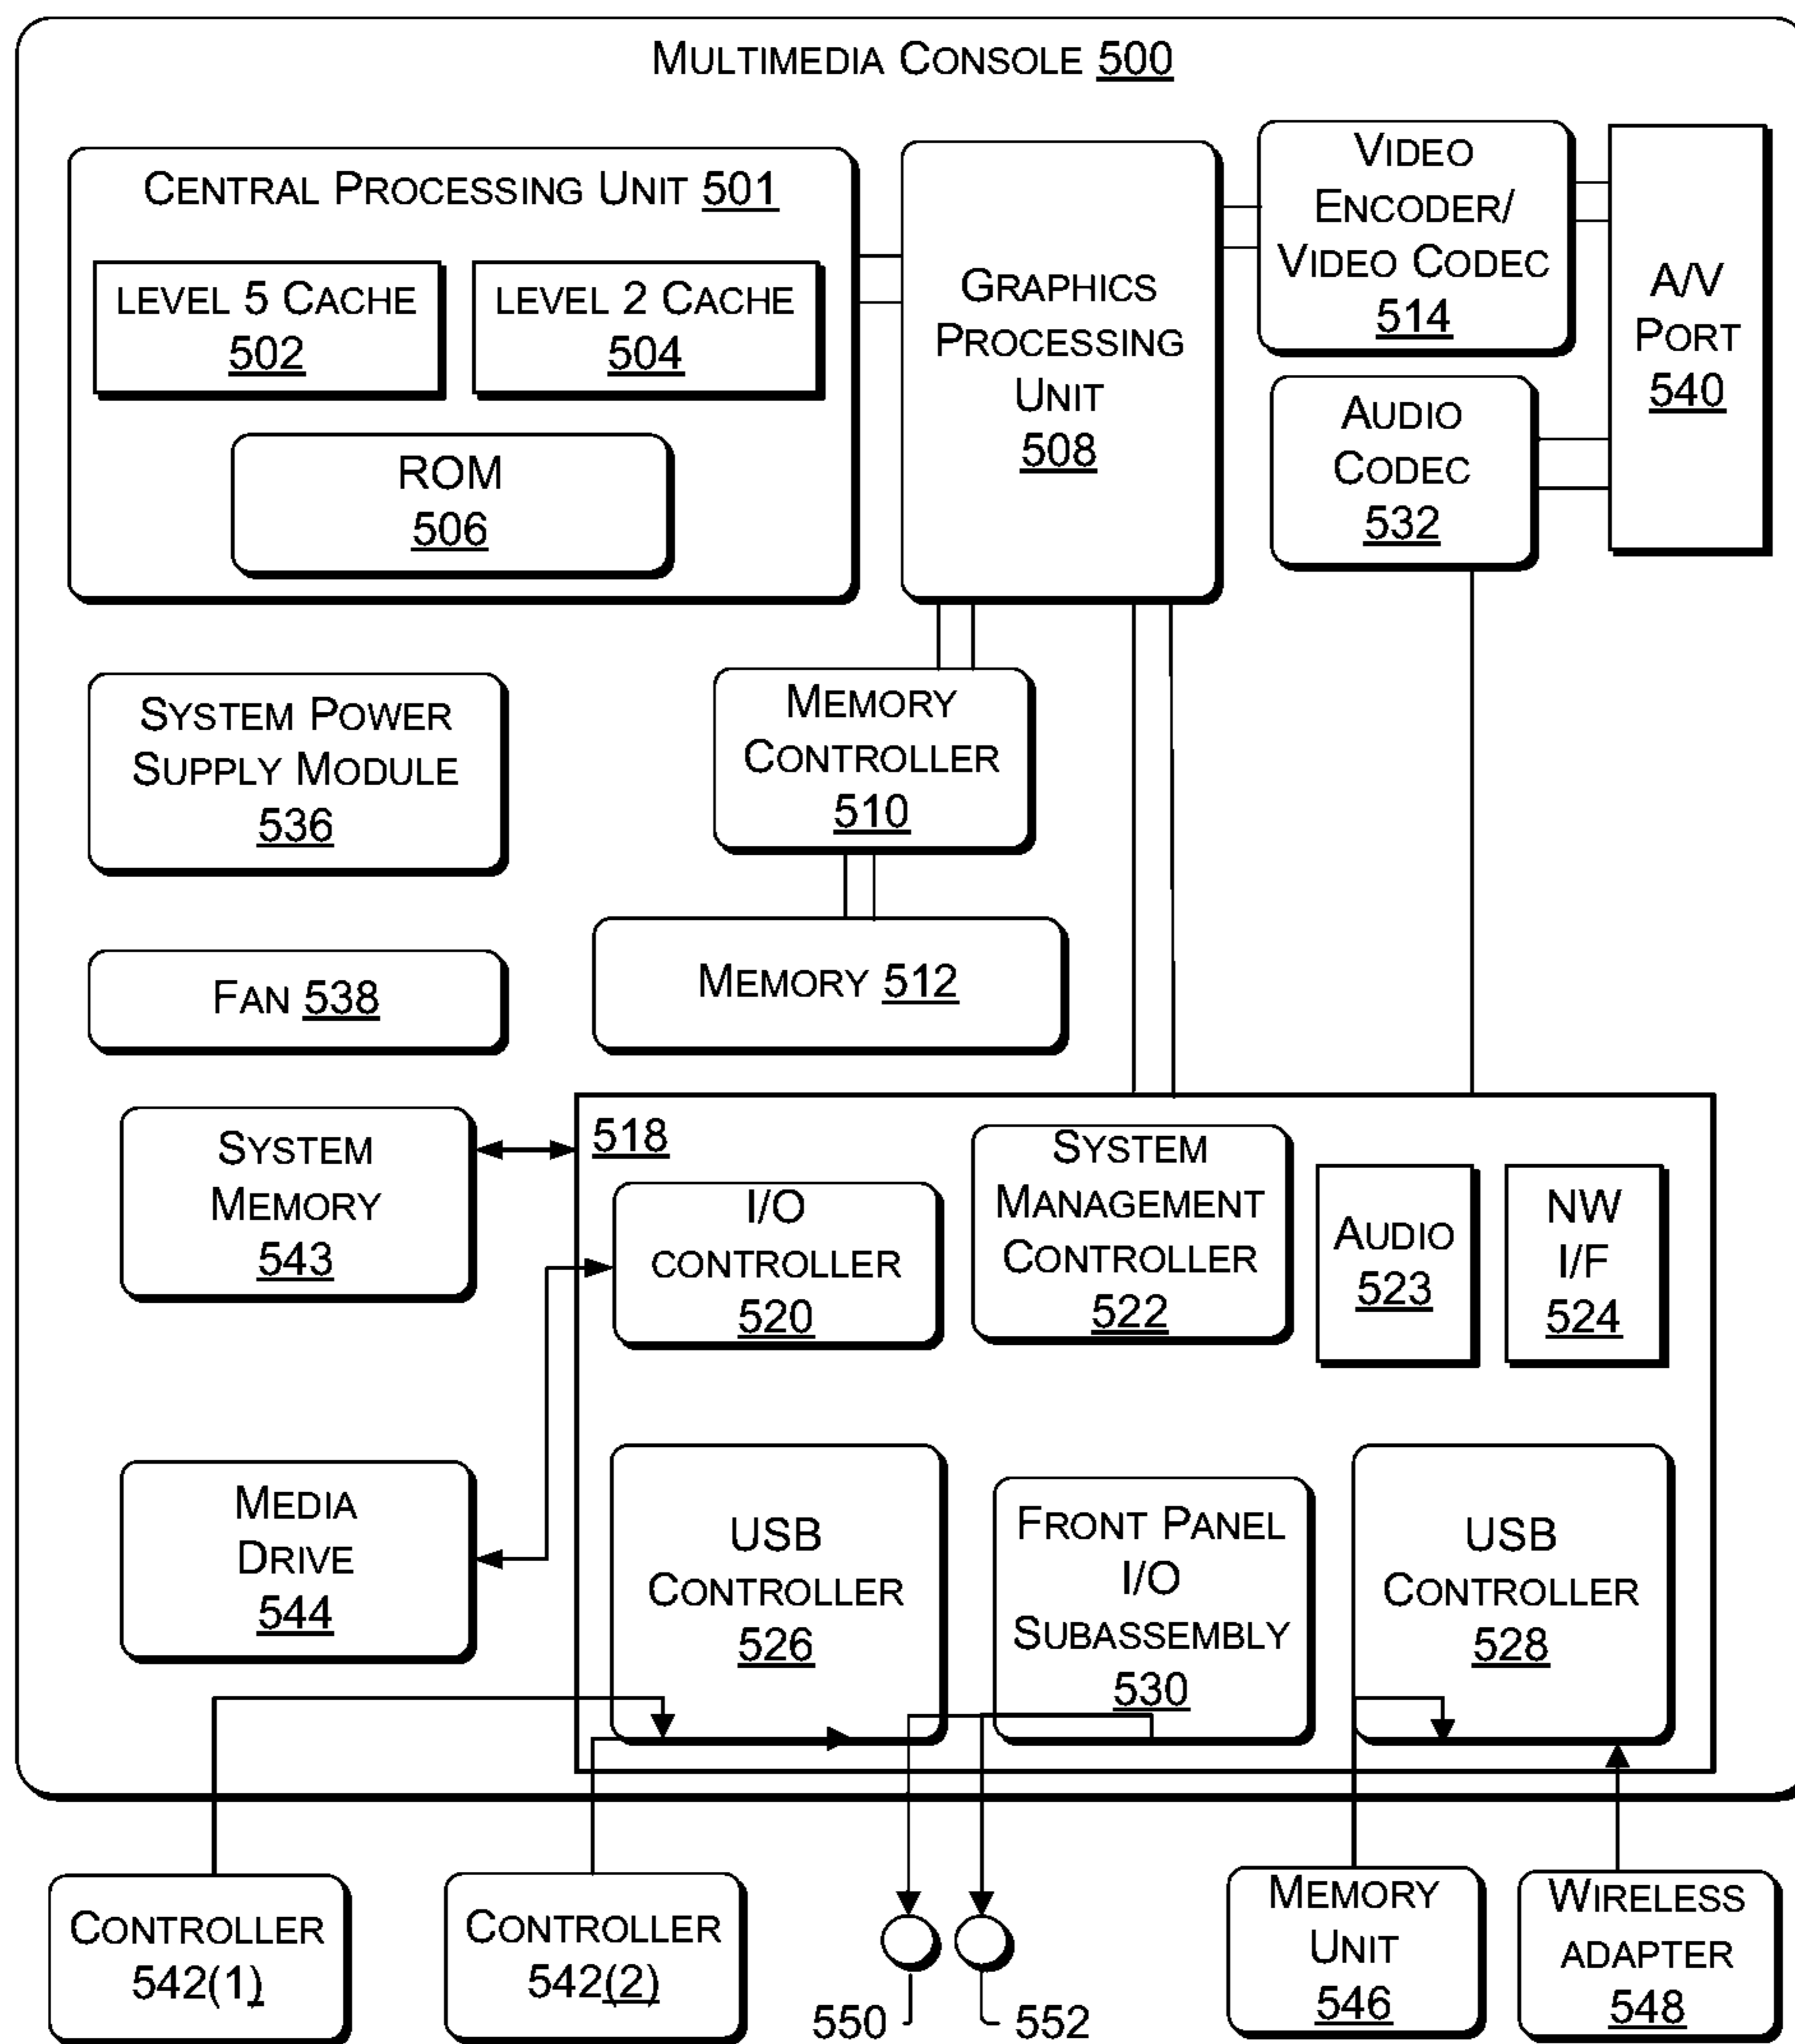 MULTIMEDIA CONSOLE 500
CENTRAL PROCESSING UNIT 501
LEVEL 5 CACHE
502
LEVEL 2 CACHE
504
ROM
506
GRAPHICS
PROCESSING
UNIT
508
VIDEO
ENCODER/
VIDEO CODEC
514
A/V
PORT
540
AUDIO
CODEC
532
SYSTEM POWER
SUPPLY MODULE
536
MEMORY
CONTROLLER
510
FAN 538
MEMORY 512
SYSTEM
MEMORY
543
518
I/O
CONTROLLER
520
SYSTEM
MANAGEMENT
CONTROLLER
522
AUDIO
523
NW
I/F
524
MEDIA
DRIVE
544
USB
CONTROLLER
526
FRONT PANEL
I/O
SUBASSEMBLY
530
USB
CONTROLLER
528
CONTROLLER
542(1)
CONTROLLER
542(2)
550
552
MEMORY
UNIT
546
WIRELESS
ADAPTER
548